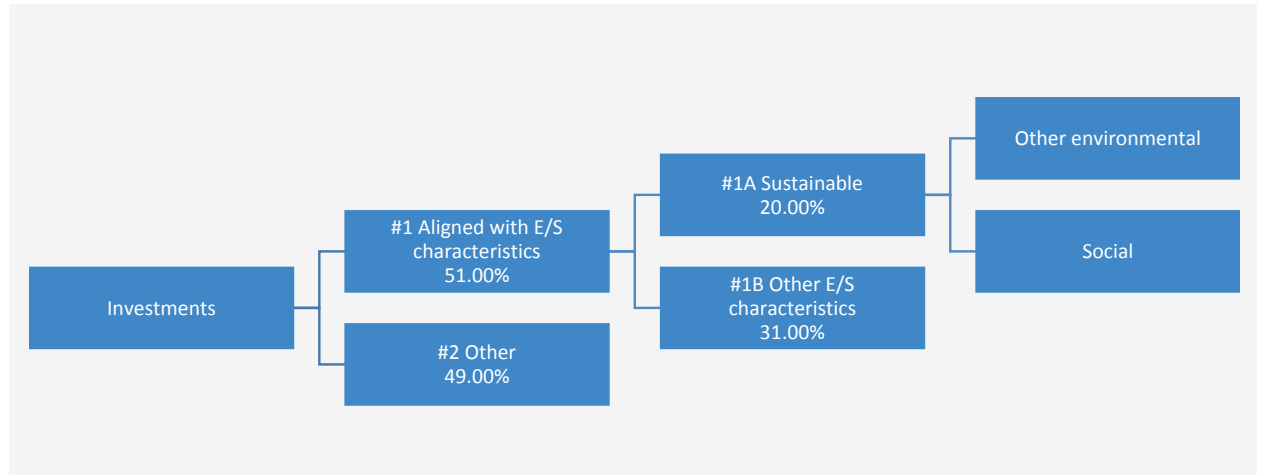 Investments
#1 Aligned with E/S
characteristics
51.00%
#2 Other
49.00%
#1A Sustainable
20.00%
#1B Other E/S
characteristics
31.00%
Other environmental
Social